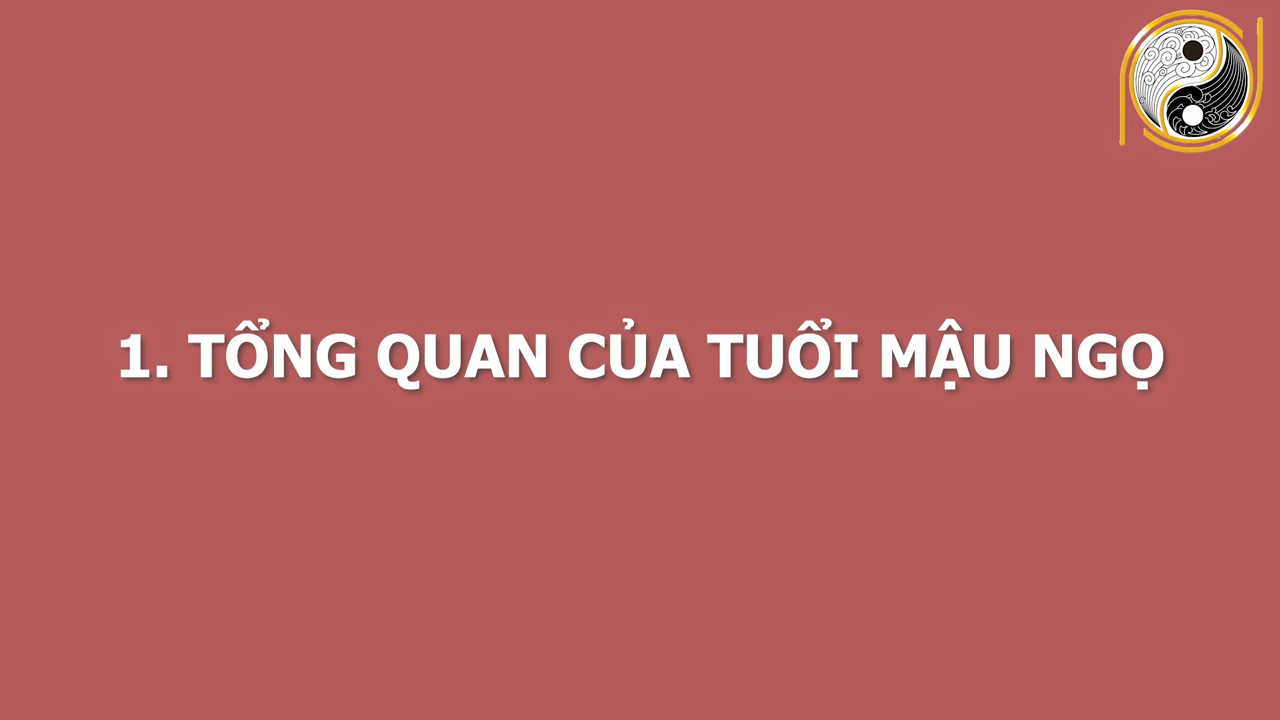 1. TỔNG QUAN CỦA TUỔI MẬU NGỌ